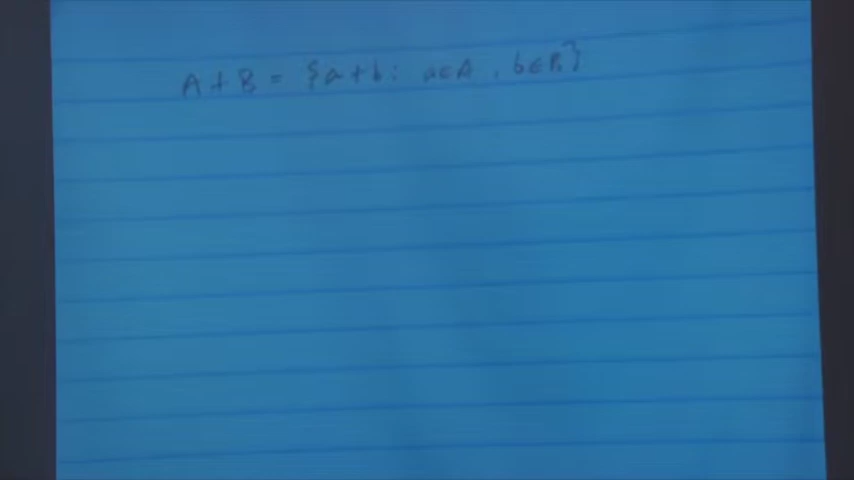 A + B = {a + b : a ∈ A , b ∈ B}